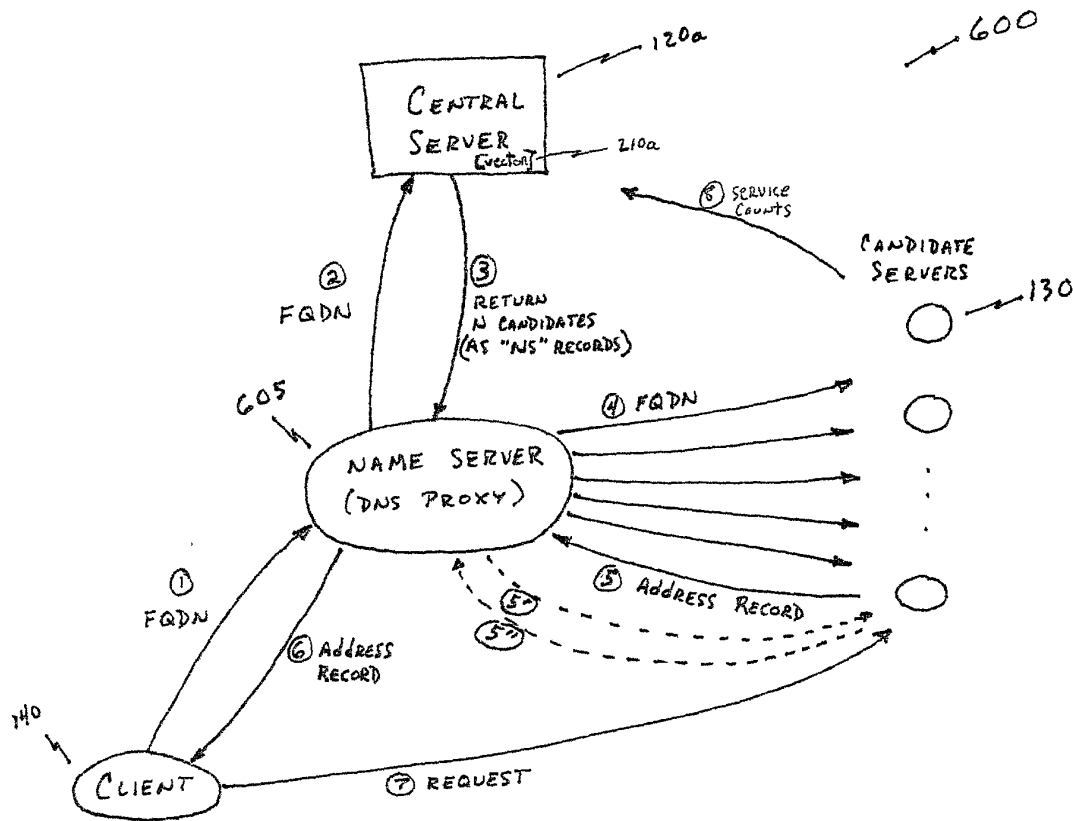 600
120a
CENTRAL
SERVER
[vector]
210a
⑧ SERVICE
COUNTS
CANDIDATE
SERVERS
130
②
FQDN
③
RETURN
N CANDIDATES
(AS "NS" RECORDS)
605
④ FQDN
NAME SERVER
(DNS PROXY)
⑤ ADDRESS RECORD
5'
5"
①
FQDN
⑥ ADDRESS
RECORD
140
CLIENT
⑦ REQUEST